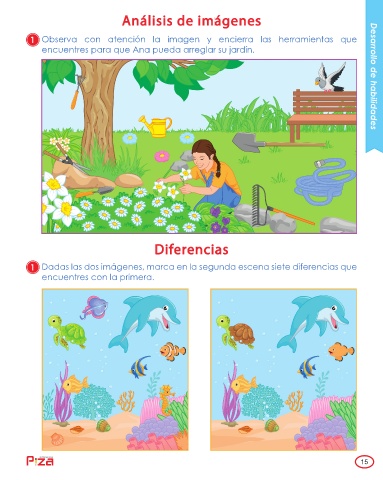 Análisis de imágenes
1 Observa con atención la imagen y encierra las herramientas que
encuentres para que Ana pueda arreglar su jardín.
Desarrollo de habilidades
Diferencias
1 Dadas las dos imágenes, marca en la segunda escena siete diferencias que
encuentres con la primera.
P¡za
15